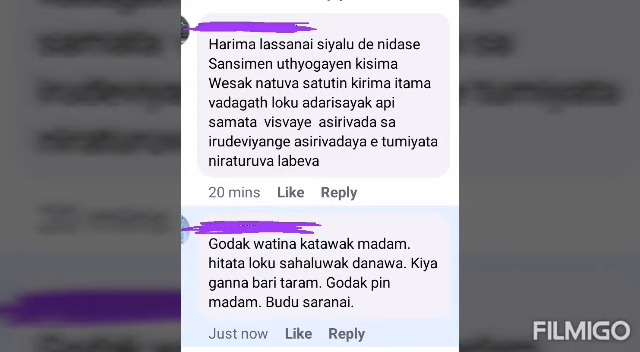 Harima lassanai siyalu de nidase
Sansimen uthyogayen kisima
Wesak natuva satutin kirima itama
vadagath loku adarisayak api
samata visvaye asirivada sa
irudeviyange asirivadaya e tumiyata
niraturuva labeva
20 mins Like Reply
Godak watina katawak madam.
hitata loku sahaluwak danawa. Kiya
ganna bari taram. Godak pin
madam. Budu saranai.
Just now Like Reply
FILMIGO